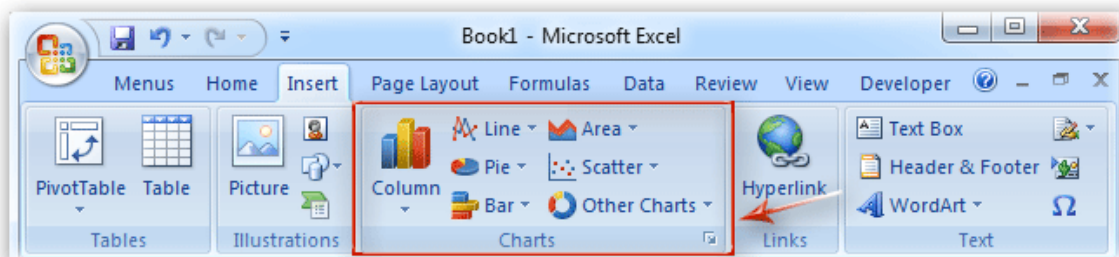 Book1 - Microsoft Excel
Menus Home Insert Page Layout Formulas Data Review View Developer
Line Area Text Box
Pie Scatter Header & Footer
PivotTable Table Picture Column Hyperlink
Bar Other Charts WordArt Ω
Tables Illustrations Charts Links Text